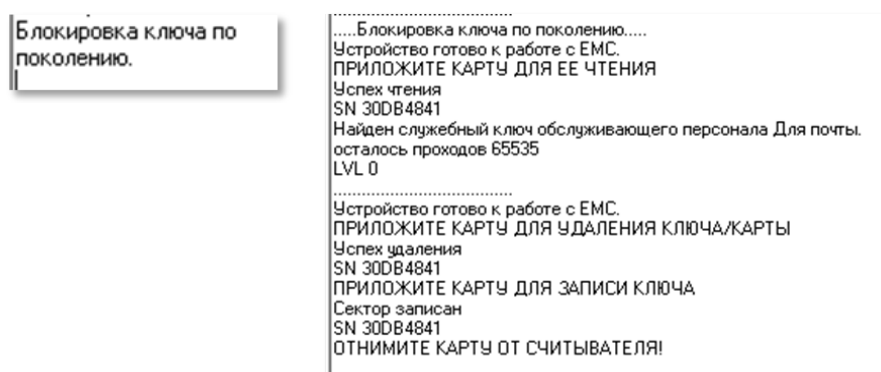 Блокировка ключа по
поколению.
.....Блокировка ключа по поколению.....
Устройство готово к работе с EMC.
ПРИЛОЖИТЕ КАРТУ ДЛЯ ЕЕ ЧТЕНИЯ
Успех чтения
SN 30DB4841
Найден служебный ключ обслуживающего персонала Для почты.
осталось проходов 65535
LVL 0
....................................
Устройство готово к работе с EMC.
ПРИЛОЖИТЕ КАРТУ ДЛЯ УДАЛЕНИЯ КЛЮЧА/КАРТЫ
Успех удаления
SN 30DB4841
ПРИЛОЖИТЕ КАРТУ ДЛЯ ЗАПИСИ КЛЮЧА
Сектор записан
SN 30DB4841
ОТНИМИТЕ КАРТУ ОТ СЧИТЫВАТЕЛЯ!